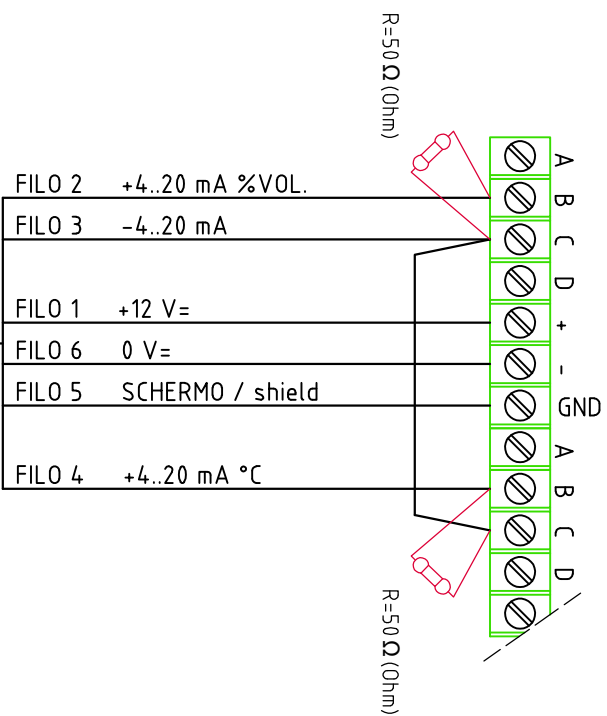 R=50Ω(Ohm)
A
FILO 2 +4..20 mA %VOL. B
FILO 3 -4..20 mA C
D
FILO 1 +12 V= +
FILO 6 0 V= -
FILO 5 SCHERMO / shield GND
A
FILO 4 +4..20 mA °C B
C
D
R=50Ω(Ohm)